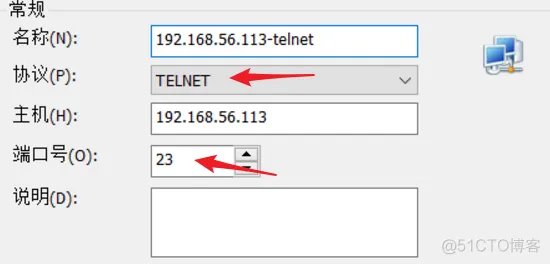 常规
名称(N): 192.168.56.113-telnet
协议(P): TELNET
主机(H): 192.168.56.113
端口号(O): 23
说明(D):
@51CTO博客